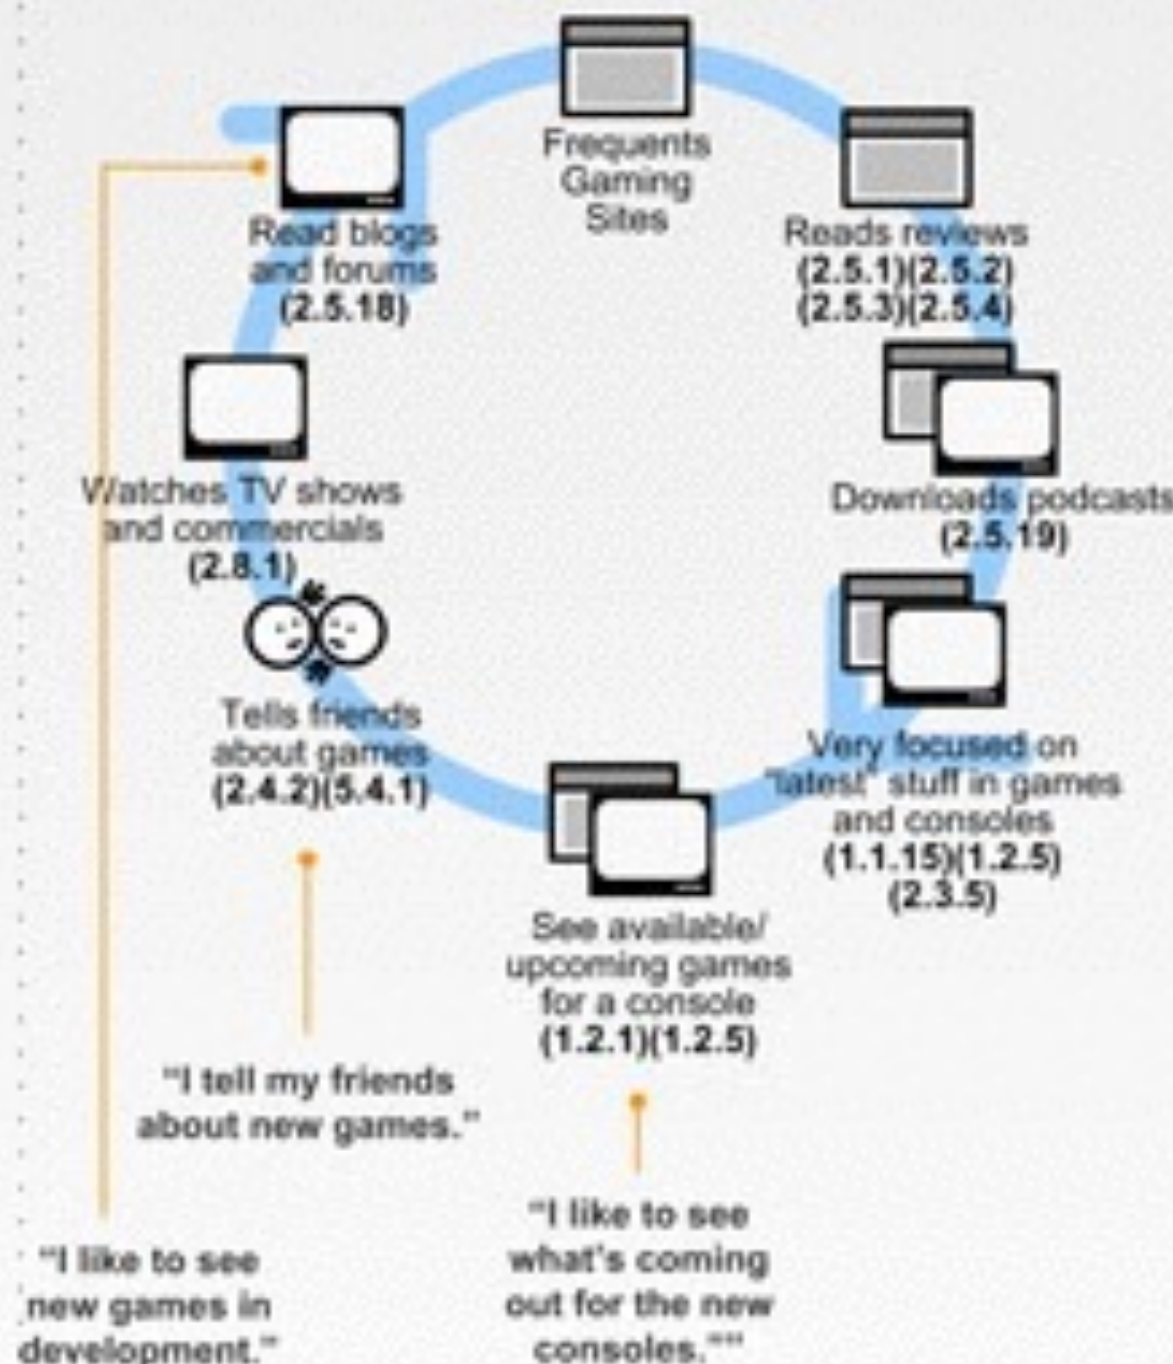 Frequents
Gaming
Sites
Reads reviews
(2.5.1)(2.5.2)
(2.5.3)(2.5.4)
Downloads podcasts
(2.5.19)
Very focused on
"latest" stuff in games
and consoles
(1.1.15)(1.2.5)
(2.3.5)
See available/
upcoming games
for a console
(1.2.1)(1.2.5)
Tells friends
about games
(2.4.2)(5.4.1)
Watches TV shows
and commercials
(2.8.1)
Read blogs
and forums
(2.5.18)
“I tell my friends
about new games.”
“I like to see
what's coming
out for the new
consoles.””
“I like to see
new games in
development.”